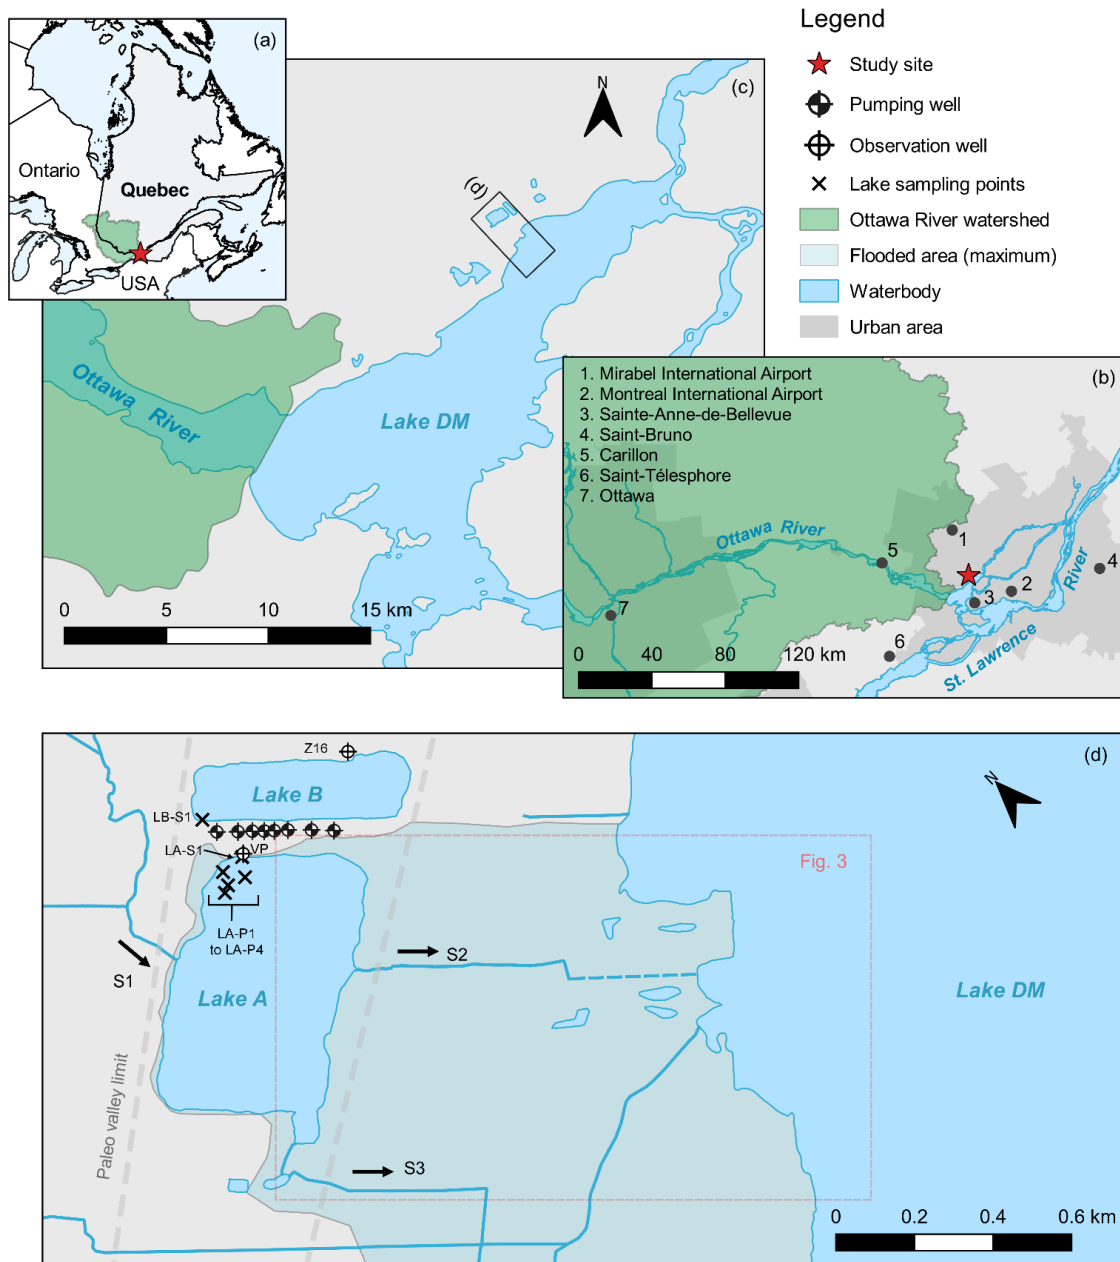 (a)
Ontario
Quebec
USA
(c)
N
(d)
Ottawa River
Lake DM
0 5 10 15 km
Legend
Study site
Pumping well
Observation well
Lake sampling points
Ottawa River watershed
Flooded area (maximum)
Waterbody
Urban area
(b)
1. Mirabel International Airport
2. Montreal International Airport
3. Sainte-Anne-de-Bellevue
4. Saint-Bruno
5. Carillon
6. Saint-Télesphore
7. Ottawa
Ottawa River
1
5
4
2
3
7
6
River
St. Lawrence
0 40 80 120 km
(d)
Z16
N
Lake B
LB-S1
LA-S1
VP
Fig. 3
LA-P1
to LA-P4
S2
S1
Lake A
Lake DM
Paleo valley limit
S3
0 0.2 0.4 0.6 km